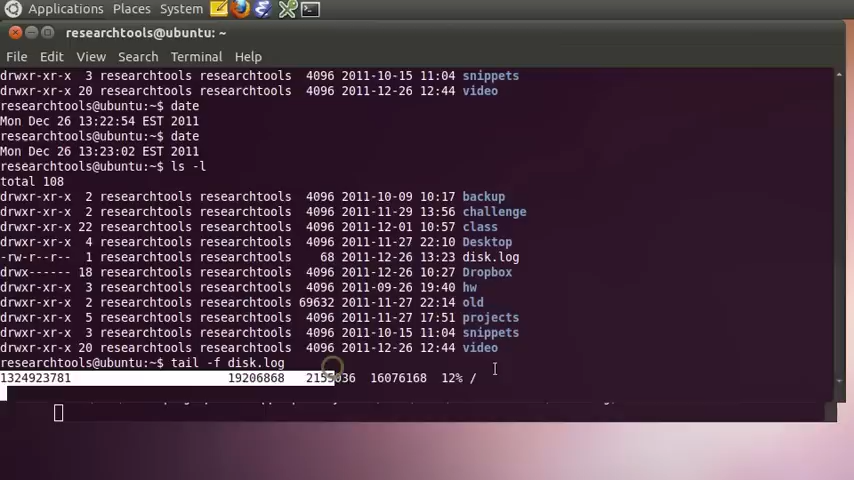 Applications Places System
researchtools@ubuntu: ~
File Edit View Search Terminal Help
drwxr-xr-x 3 researchtools researchtools 4096 2011-10-15 11:04 snippets
drwxr-xr-x 20 researchtools researchtools 4096 2011-12-26 12:44 video
researchtools@ubuntu:~$ date
Mon Dec 26 13:22:54 EST 2011
researchtools@ubuntu:~$ date
Mon Dec 26 13:23:02 EST 2011
researchtools@ubuntu:~$ ls -l
total 108
drwxr-xr-x 2 researchtools researchtools 4096 2011-10-09 10:17 backup
drwxr-xr-x 2 researchtools researchtools 4096 2011-11-29 13:56 challenge
drwxr-xr-x 22 researchtools researchtools 4096 2011-12-01 10:57 class
drwxr-xr-x 4 researchtools researchtools 4096 2011-11-27 22:10 Desktop
-rw-r--r-- 1 researchtools researchtools 68 2011-12-26 13:23 disk.log
drwx------ 18 researchtools researchtools 4096 2011-12-26 10:27 Dropbox
drwxr-xr-x 3 researchtools researchtools 4096 2011-09-26 19:40 hw
drwxr-xr-x 2 researchtools researchtools 69632 2011-11-27 22:14 old
drwxr-xr-x 5 researchtools researchtools 4096 2011-11-27 17:51 projects
drwxr-xr-x 3 researchtools researchtools 4096 2011-10-15 11:04 snippets
drwxr-xr-x 20 researchtools researchtools 4096 2011-12-26 12:44 video
researchtools@ubuntu:~$ tail -f disk.log
1324923781 19206868 2155036 16076168 12% /